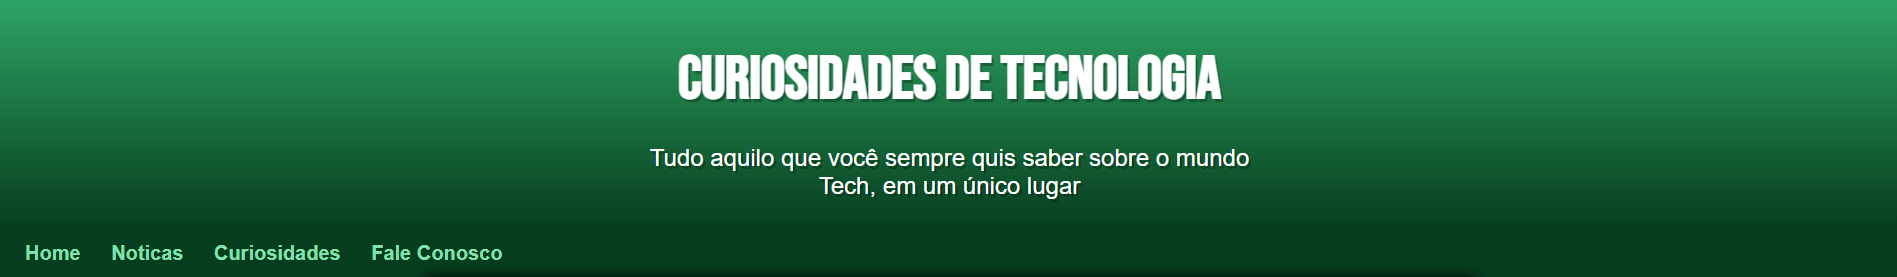 CURIOSIDADES DE TECNOLOGIA
Tudo aquilo que você sempre quis saber sobre o mundo
Tech, em um único lugar
Home Noticas Curiosidades Fale Conosco